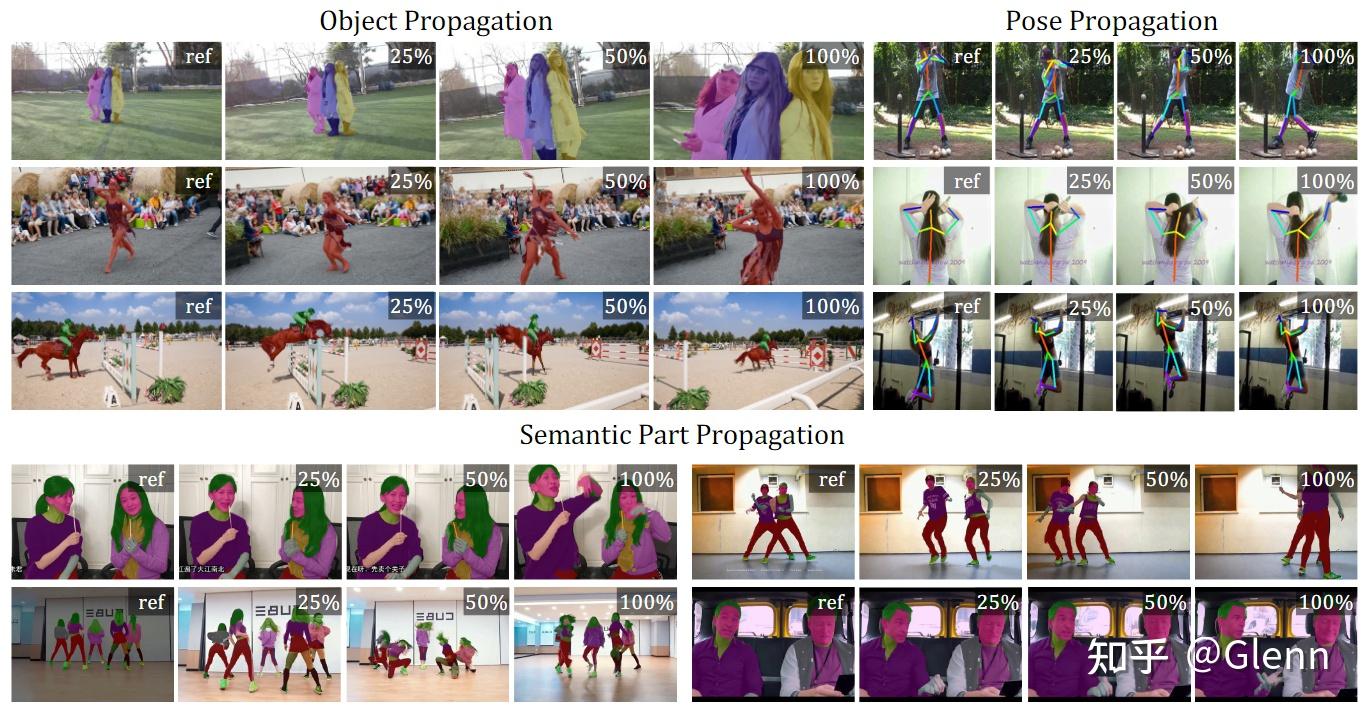 Object Propagation
Pose Propagation
ref 25% 50% 100% ref 25% 50% 100%
ref 25% 50% 100% ref 25% 50% 100%
ref 25% 50% 100% ref 25% 50% 100%
Semantic Part Propagation
ref 25% 50% 100% ref 25% 50% 100%
ref 25% 50% 100% ref 25% 50% 100%
知乎 @Glenn